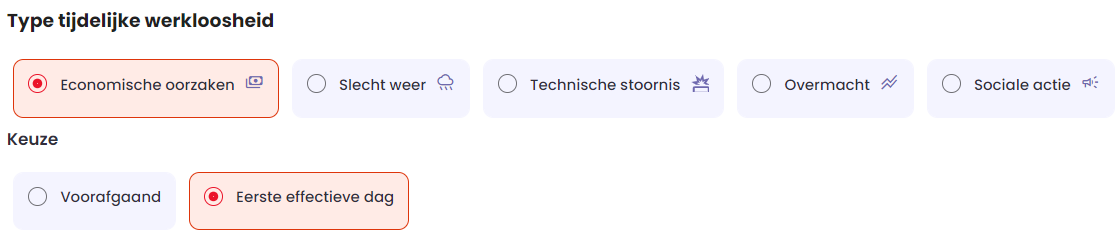 Type tijdelijke werkloosheid
Economische oorzaken Slecht weer Technische stoornis Overmacht Sociale actie
Keuze
Voorafgaand Eerste effectieve dag